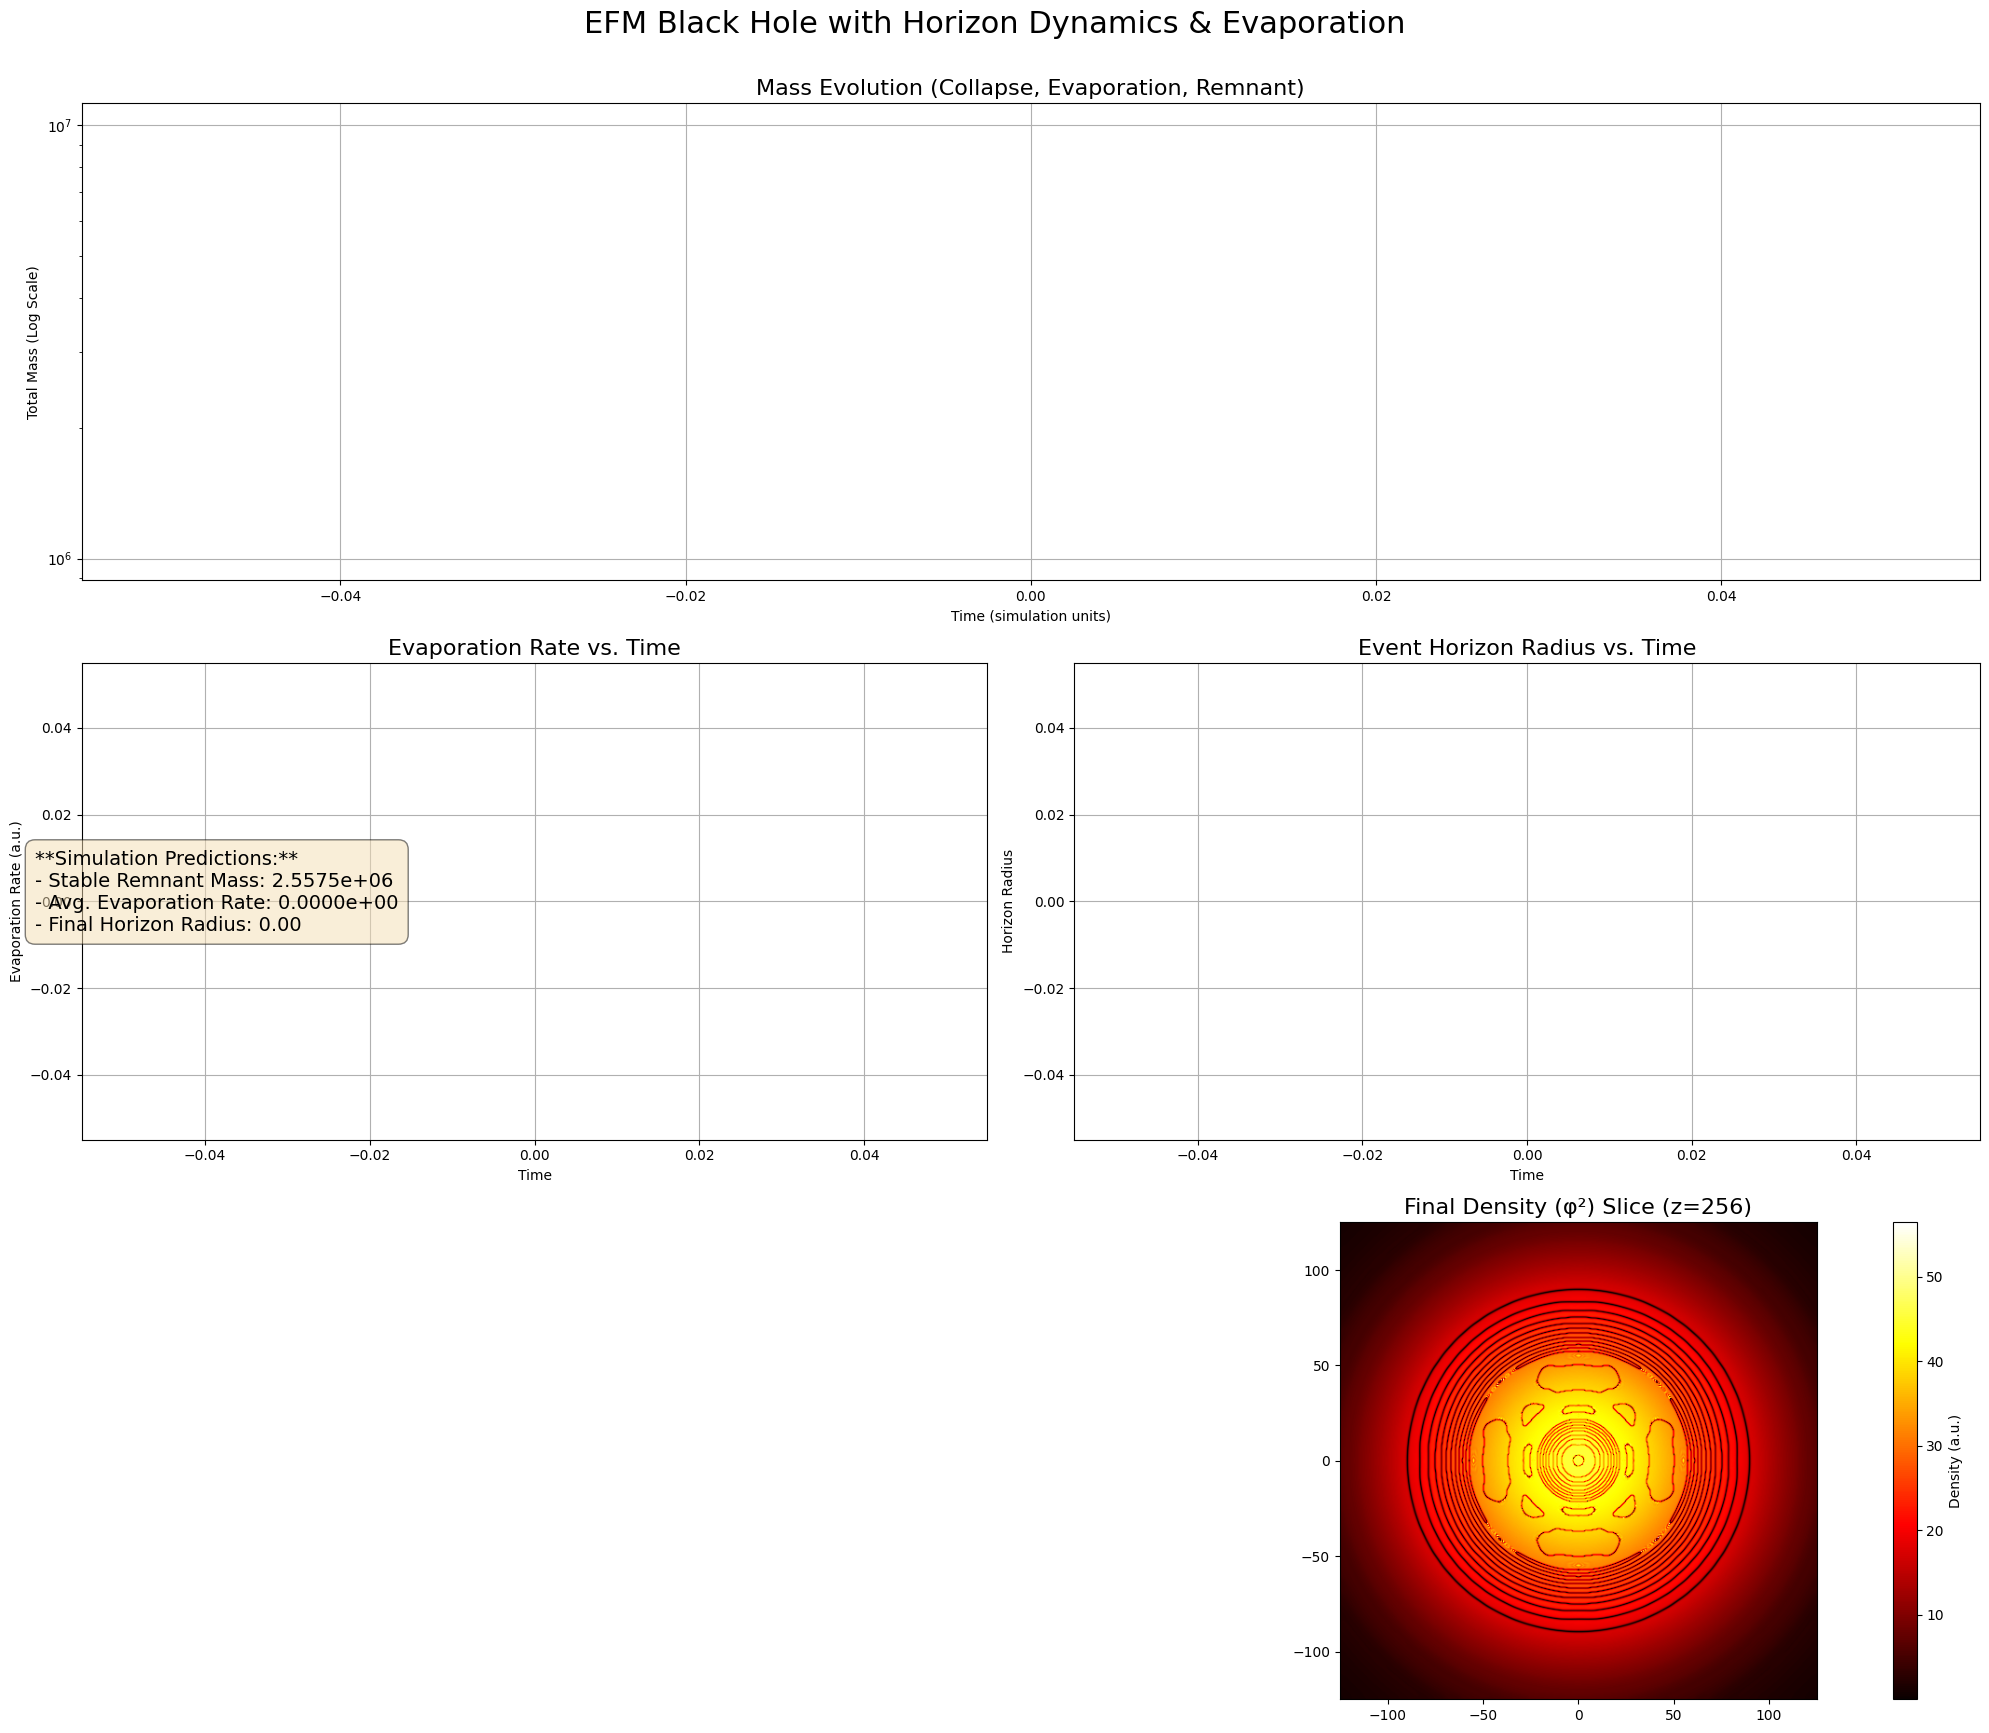 EFM Black Hole with Horizon Dynamics & Evaporation
Mass Evolution (Collapse, Evaporation, Remnant)
Total Mass (Log Scale)
10⁷
10⁶
−0.04 −0.02 0.00 0.02 0.04
Time (simulation units)
Evaporation Rate vs. Time
Evaporation Rate (a.u.)
0.04
0.02
0.00
−0.02
−0.04
**Simulation Predictions:**
- Stable Remnant Mass: 2.5575e+06
- Avg. Evaporation Rate: 0.0000e+00
- Final Horizon Radius: 0.00
−0.04 −0.02 0.00 0.02 0.04
Time
Event Horizon Radius vs. Time
Horizon Radius
0.04
0.02
0.00
−0.02
−0.04
−0.04 −0.02 0.00 0.02 0.04
Time
Final Density (φ²) Slice (z=256)
100
50
0
−50
−100
−100 −50 0 50 100
50
40
30
20
10
Density (a.u.)